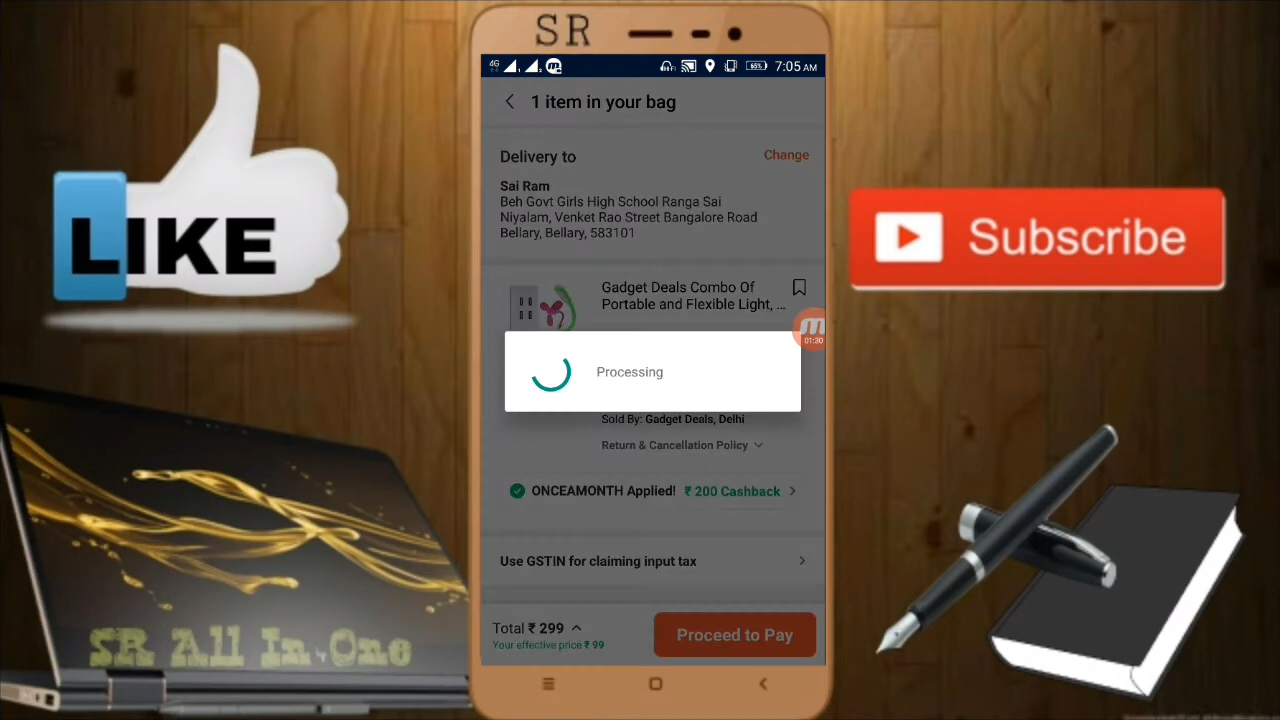 SR
4G
65%
7:05 AM
1 item in your bag
Delivery to
Change
Sai Ram
Beh Govt Girls High School Ranga Sai
Niyalam, Venket Rao Street Bangalore Road
Bellary, Bellary, 583101
Gadget Deals Combo Of
Portable and Flexible Light, ...
01:30
Processing
Sold By: Gadget Deals, Delhi
Return & Cancellation Policy
ONCEAMONTH Applied! ₹ 200 Cashback
Use GSTIN for claiming input tax
Total ₹ 299
Your effective price ₹ 99
Proceed to Pay
LIKE
Subscribe
SR All In One